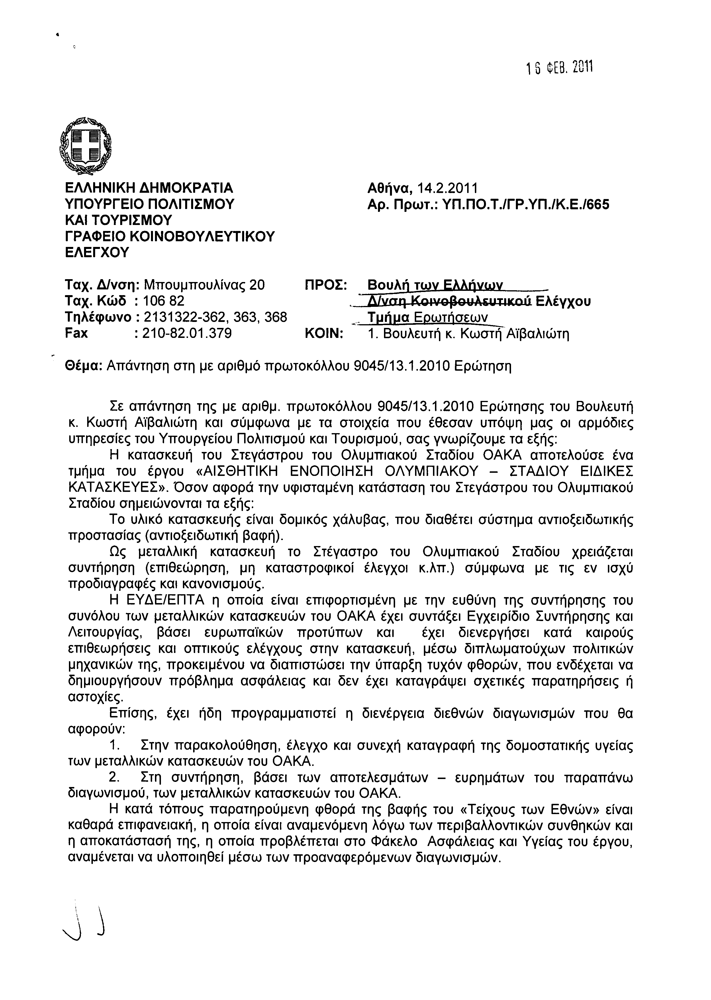 16 ΦΕΒ. 2011
ΕΛΛΗΝΙΚΗ ΔΗΜΟΚΡΑΤΙΑ
ΥΠΟΥΡΓΕΙΟ ΠΟΛΙΤΙΣΜΟΥ
ΚΑΙ ΤΟΥΡΙΣΜΟΥ
ΓΡΑΦΕΙΟ ΚΟΙΝΟΒΟΥΛΕΥΤΙΚΟΥ
ΕΛΕΓΧΟΥ
Αθήνα, 14.2.2011
Αρ. Πρωτ.: ΥΠ.ΠΟ.Τ./ΓΡ.ΥΠ./Κ.Ε./665
Ταχ. Δ/νση: Μπουμπουλίνας 20
Ταχ. Κώδ : 106 82
Τηλέφωνο : 2131322-362, 363, 368
Fax : 210-82.01.379
ΠΡΟΣ: Βουλή των Ελλήνων
Δ/νση Κοινοβουλευτικού Ελέγχου
Τμήμα Ερωτήσεων
ΚΟΙΝ: 1. Βουλευτή κ. Κωστή Αϊβαλιώτη
Θέμα: Απάντηση στη με αριθμό πρωτοκόλλου 9045/13.1.2010 Ερώτηση
Σε απάντηση της με αριθμ. πρωτοκόλλου 9045/13.1.2010 Ερώτησης του Βουλευτή
κ. Κωστή Αϊβαλιώτη και σύμφωνα με τα στοιχεία που έθεσαν υπόψη μας οι αρμόδιες
υπηρεσίες του Υπουργείου Πολιτισμού και Τουρισμού, σας γνωρίζουμε τα εξής:
Η κατασκευή του Στεγάστρου του Ολυμπιακού Σταδίου ΟΑΚΑ αποτελούσε ένα
τμήμα του έργου «ΑΙΣΘΗΤΙΚΗ ΕΝΟΠΟΙΗΣΗ ΟΛΥΜΠΙΑΚΟΥ – ΣΤΑΔΙΟΥ ΕΙΔΙΚΕΣ
ΚΑΤΑΣΚΕΥΕΣ». Όσον αφορά την υφισταμένη κατάσταση του Στεγάστρου του Ολυμπιακού
Σταδίου σημειώνονται τα εξής:
Το υλικό κατασκευής είναι δομικός χάλυβας, που διαθέτει σύστημα αντιοξειδωτικής
προστασίας (αντιοξειδωτική βαφή).
Ως μεταλλική κατασκευή το Στέγαστρο του Ολυμπιακού Σταδίου χρειάζεται
συντήρηση (επιθεώρηση, μη καταστροφικοί έλεγχοι κ.λπ.) σύμφωνα με τις εν ισχύ
προδιαγραφές και κανονισμούς.
Η ΕΥΔΕ/ΕΠΤΑ η οποία είναι επιφορτισμένη με την ευθύνη της συντήρησης του
συνόλου των μεταλλικών κατασκευών του ΟΑΚΑ έχει συντάξει Εγχειρίδιο Συντήρησης και
Λειτουργίας, βάσει ευρωπαϊκών προτύπων και έχει διενεργήσει κατά καιρούς
επιθεωρήσεις και οπτικούς ελέγχους στην κατασκευή, μέσω διπλωματούχων πολιτικών
μηχανικών της, προκειμένου να διαπιστώσει την ύπαρξη τυχόν φθορών, που ενδέχεται να
δημιουργήσουν πρόβλημα ασφάλειας και δεν έχει καταγράψει σχετικές παρατηρήσεις ή
αστοχίες.
Επίσης, έχει ήδη προγραμματιστεί η διενέργεια διεθνών διαγωνισμών που θα
αφορούν:
1. Στην παρακολούθηση, έλεγχο και συνεχή καταγραφή της δομοστατικής υγείας
των μεταλλικών κατασκευών του ΟΑΚΑ.
2. Στη συντήρηση, βάσει των αποτελεσμάτων – ευρημάτων του παραπάνω
διαγωνισμού, των μεταλλικών κατασκευών του ΟΑΚΑ.
Η κατά τόπους παρατηρούμενη φθορά της βαφής του «Τείχους των Εθνών» είναι
καθαρά επιφανειακή, η οποία είναι αναμενόμενη λόγω των περιβαλλοντικών συνθηκών και
η αποκατάστασή της, η οποία προβλέπεται στο Φάκελο Ασφάλειας και Υγείας του έργου,
αναμένεται να υλοποιηθεί μέσω των προαναφερόμενων διαγωνισμών.